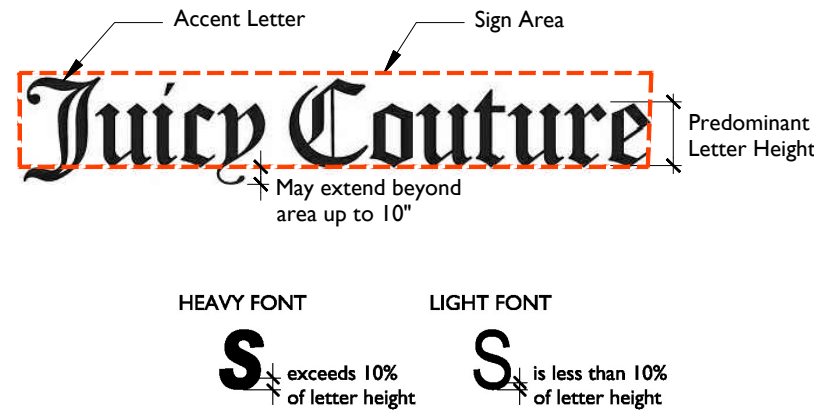 Accent Letter
Sign Area
Juicy Couture
Predominant
Letter Height
May extend beyond
area up to 10"
HEAVY FONT
LIGHT FONT
S
exceeds 10%
of letter height
S
is less than 10%
of letter height